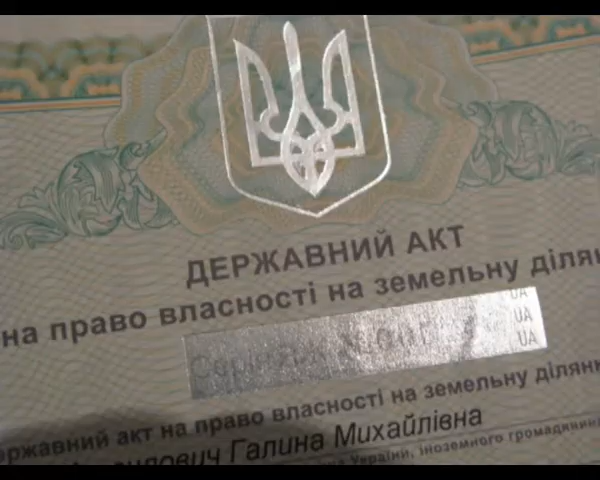 ДЕРЖАВНИЙ АКТ
на право власності на земельну ділян
UA
UA
UA
державний акт на право власності на земельну ділянк
Галина Михайлівна
України, іноземного громадянин